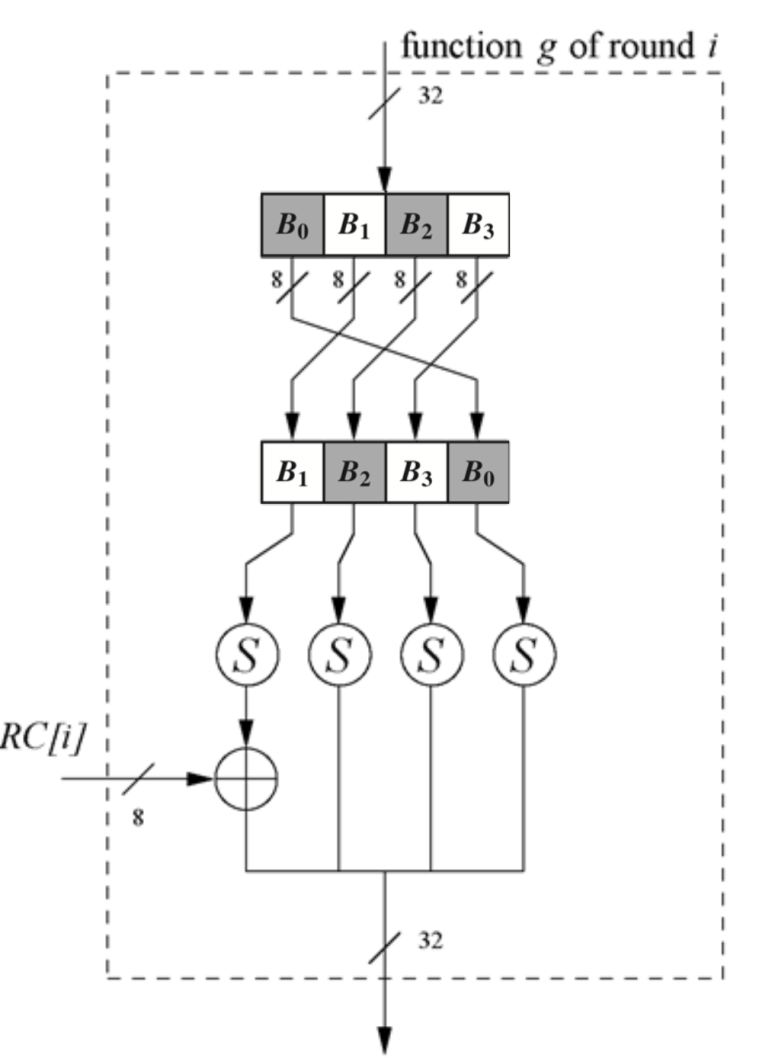 function g of round i
32
B₀ B₁ B₂ B₃
8 8 8 8
B₁ B₂ B₃ B₀
S S S S
RC[i]
8
32